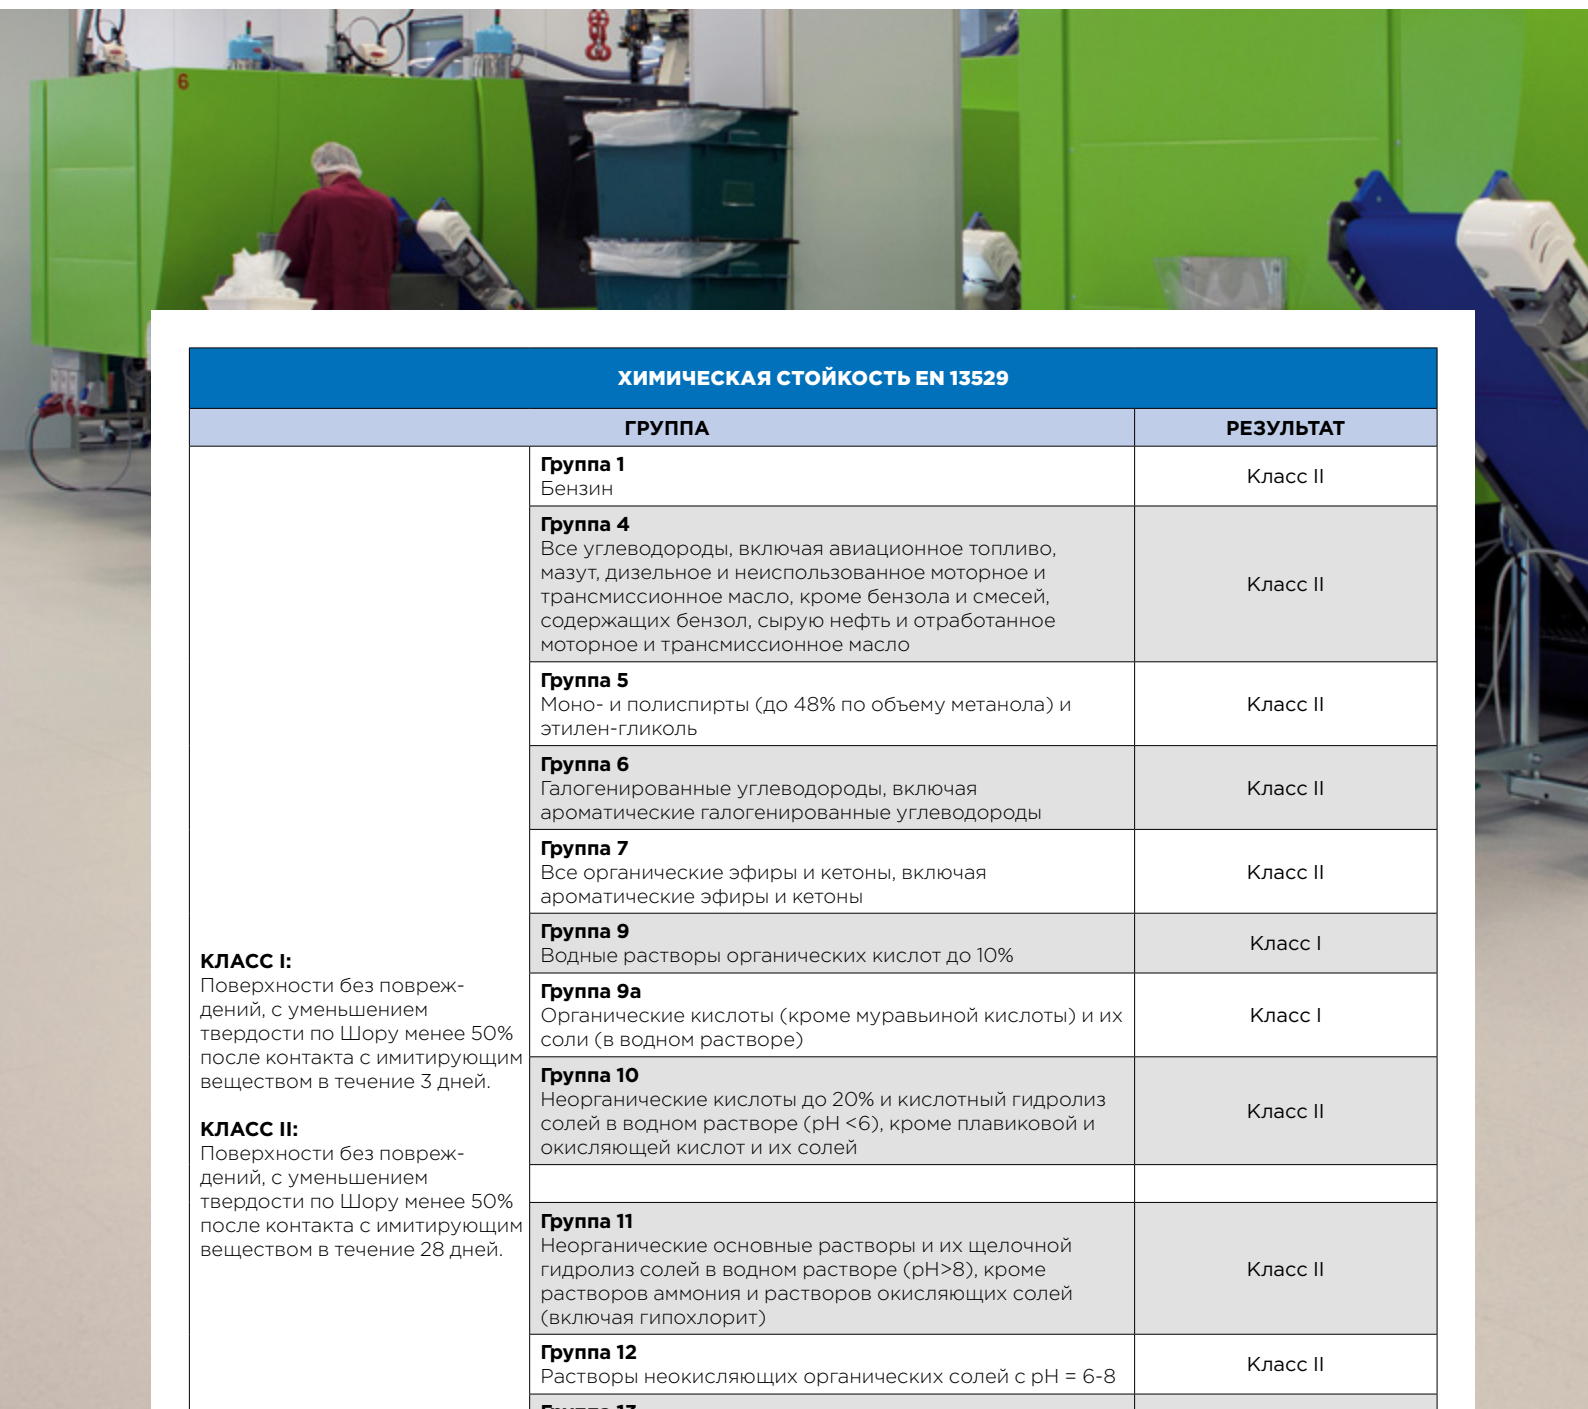 6
ХИМИЧЕСКАЯ СТОЙКОСТЬ EN 13529
ГРУППА
РЕЗУЛЬТАТ
КЛАСС I:
Поверхности без повреж-
дений, с уменьшением
твердости по Шору менее 50%
после контакта с имитирующим
веществом в течение 3 дней.
КЛАСС II:
Поверхности без повреж-
дений, с уменьшением
твердости по Шору менее 50%
после контакта с имитирующим
веществом в течение 28 дней.
Группа 1
Бензин
Класс II
Группа 4
Все углеводороды, включая авиационное топливо,
мазут, дизельное и неиспользованное моторное и
трансмиссионное масло, кроме бензола и смесей,
содержащих бензол, сырую нефть и отработанное
моторное и трансмиссионное масло
Класс II
Группа 5
Моно- и полиспирты (до 48% по объему метанола) и
этилен-гликоль
Класс II
Группа 6
Галогенированные углеводороды, включая
ароматические галогенированные углеводороды
Класс II
Группа 7
Все органические эфиры и кетоны, включая
ароматические эфиры и кетоны
Класс II
Группа 9
Водные растворы органических кислот до 10%
Класс I
Группа 9а
Органические кислоты (кроме муравьиной кислоты) и их
соли (в водном растворе)
Класс I
Группа 10
Неорганические кислоты до 20% и кислотный гидролиз
солей в водном растворе (pH <6), кроме плавиковой и
окисляющей кислот и их солей
Класс II
Группа 11
Неорганические основные растворы и их щелочной
гидролиз солей в водном растворе (pH>8), кроме
растворов аммония и растворов окисляющих солей
(включая гипохлорит)
Класс II
Группа 12
Растворы неокисляющих органических солей с pH = 6-8
Класс II
Группа 13